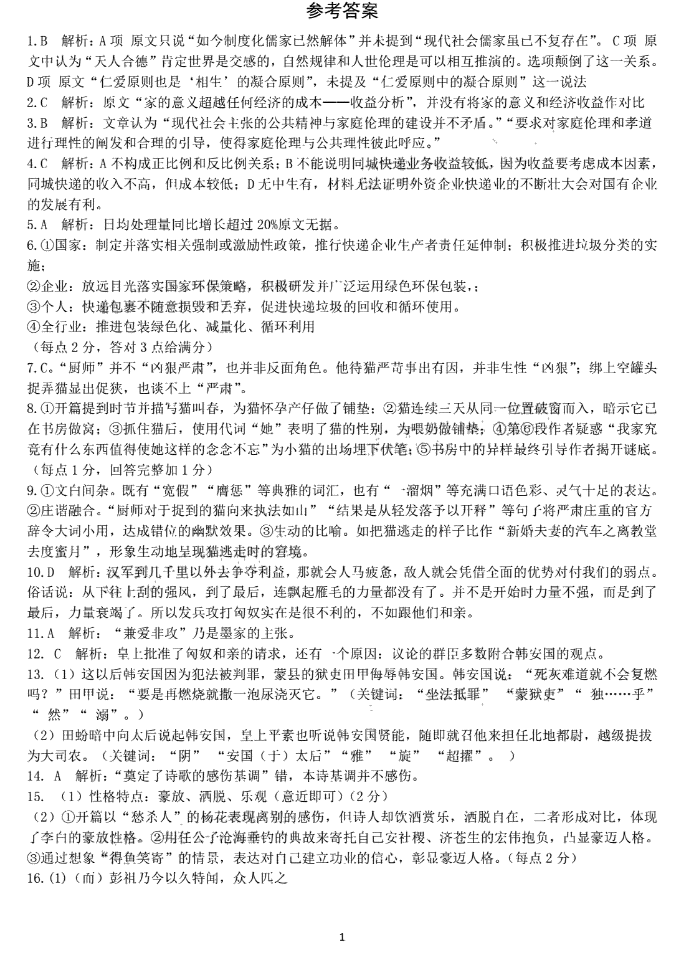 参考答案
1.B 解析：A项 原文只说“如今制度化儒家已然解体”并未提到“现代社会儒家虽已不复存在”。C项 原
文中认为“天人合德”肯定世界是交感的，自然规律和人世伦理是可以相互推演的。选项颠倒了这一关系。
D项 原文“仁爱原则也是‘相生’的凝合原则”，未提及“仁爱原则中的凝合原则”这一说法
2.C 解析：原文“家的意义超越任何经济的成本——收益分析”，并没有将家的意义和经济收益作对比
3.B 解析：文章认为“现代社会主张的公共精神与家庭伦理的建设并不矛盾。”“要求对家庭伦理和孝道
进行理性的阐发和合理的引导，使得家庭伦理与公共理性彼此呼应。”
4.C 解析：A不构成正比例和反比例关系；B不能说明同城快递业务收益较低，因为收益要考虑成本因素，
同城快递的收入不高，但成本较低；D无中生有，材料无法证明外资企业快递业的不断壮大会对国有企业
的发展有利。
5.A 解析：日均处理量同比增长超过20%原文无据。
6.①国家：制定并落实相关强制或激励性政策，推行快递企业生产者责任延伸制；积极推进垃圾分类的实
施；
②企业：放远目光落实国家环保策略，积极研发并广泛运用绿色环保包装，；
③个人：快递包裹不随意损毁和丢弃，促进快递垃圾的回收和循环使用。
④全行业：推进包装绿色化、减量化、循环利用
（每点2分，答对3点给满分）
7.C。“厨师”并不“凶狠严肃”，也并非反面角色。他待猫严苛事出有因，并非生性“凶狠”；绑上空罐头
捉弄猫显出促狭，也谈不上“严肃”。
8.①开篇提到时节并描写猫叫春，为猫怀孕产仔做了铺垫；②猫连续三天从同一位置破窗而入，暗示它已
在书房做窝；③抓住猫后，使用代词“她”表明了猫的性别，为喂奶做铺垫；④第⑬段作者疑惑“我家究
竟有什么东西值得使她这样的念念不忘”为小猫的出场埋下伏笔；⑤书房中的异样最终引导作者揭开谜底。
（每点1分，回答完整加1分）
9.①文白间杂。既有“宽假”“膺惩”等典雅的词汇，也有“一溜烟”等充满口语色彩、灵气十足的表达。
②庄谐融合。“厨师对于捉到的猫向来执法如山”“结果是从轻发落予以开释”等句子将严肃庄重的官方
辞令大词小用，达成错位的幽默效果。③生动的比喻。如把猫逃走的样子比作“新婚夫妻的汽车之离教堂
去度蜜月”，形象生动地呈现猫逃走时的窘境。
10.D 解析：汉军到几千里以外去争夺利益，那就会人马疲惫，敌人就会凭借全面的优势对付我们的弱点。
俗话说：从下往上刮的强风，到了最后，连飘起雁毛的力量都没有了。并不是开始时力量不强，而是到了
最后，力量衰竭了。所以发兵攻打匈奴实在是很不利的，不如跟他们和亲。
11.A 解析：“兼爱非攻”乃是墨家的主张。
12. C 解析：皇上批准了匈奴和亲的请求，还有一个原因：议论的群臣多数附合韩安国的观点。
13.（1）这以后韩安国因为犯法被判罪，蒙县的狱吏田甲侮辱韩安国。韩安国说：“死灰难道就不会复燃
吗？”田甲说：“要是再燃烧就撒一泡尿浇灭它。”（关键词：“坐法抵罪” “蒙狱吏”“ 独……乎”
“ 然”“ 溺”。）
（2）田蚡暗中向太后说起韩安国，皇上平素也听说韩安国贤能，随即就召他来担任北地都尉，越级提拔
为大司农。（关键词：“阴” “安国（于）太后”“雅” “旋” “超擢”。 ）
14. A 解析：“奠定了诗歌的感伤基调”错，本诗基调并不感伤。
15. （1）性格特点：豪放、洒脱、乐观（意近即可）（2分）
（2）①开篇以“愁杀人”的杨花表现离别的感伤，但诗人却饮酒赏乐，洒脱自在，二者形成对比，体现
了李白的豪放性格。②用任公子沧海垂钓的典故来寄托自己安社稷、济苍生的宏伟抱负，凸显豪迈人格。
③通过想象“得鱼笑寄”的情景，表达对自己建立功业的信心，彰显豪迈人格。（每点2分）
16.(1)（而）彭祖乃今以久特闻，众人匹之
1